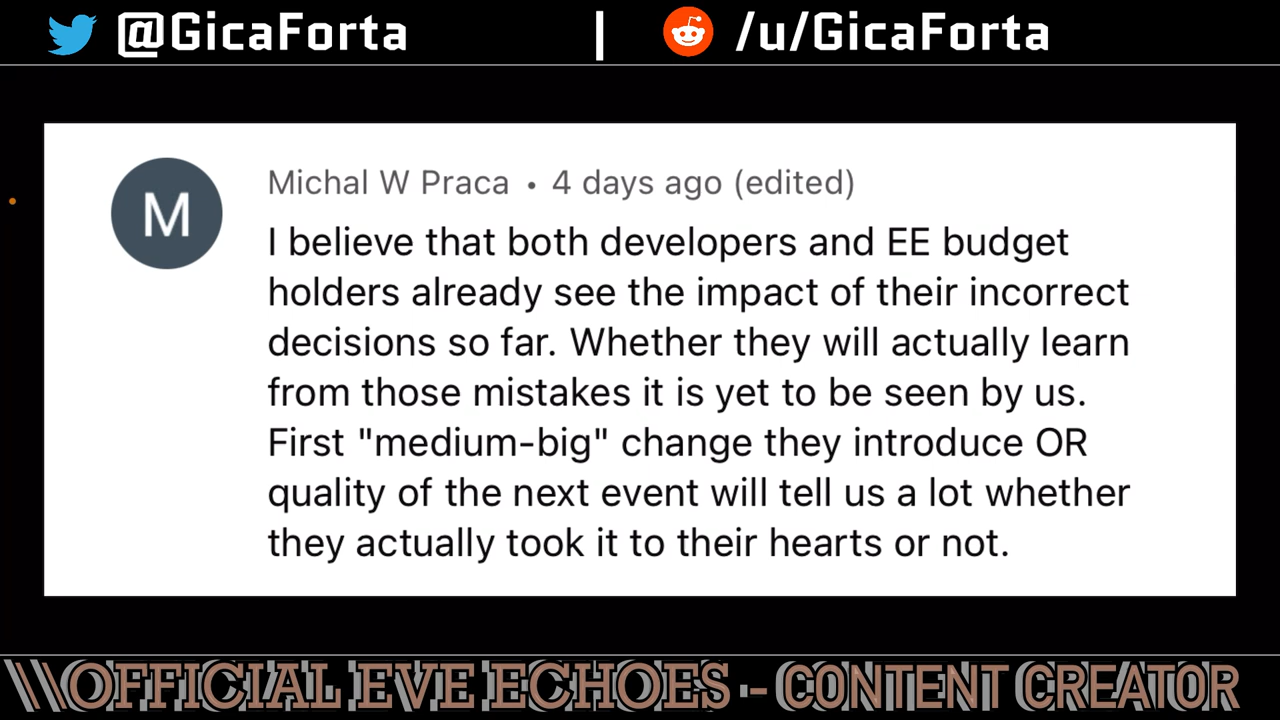 @GicaForta | /u/GicaForta
M
Michal W Praca • 4 days ago (edited)
I believe that both developers and EE budget
holders already see the impact of their incorrect
decisions so far. Whether they will actually learn
from those mistakes it is yet to be seen by us.
First "medium-big" change they introduce OR
quality of the next event will tell us a lot whether
they actually took it to their hearts or not.
\\OFFICIAL EVE ECHOES - CONTENT CREATOR